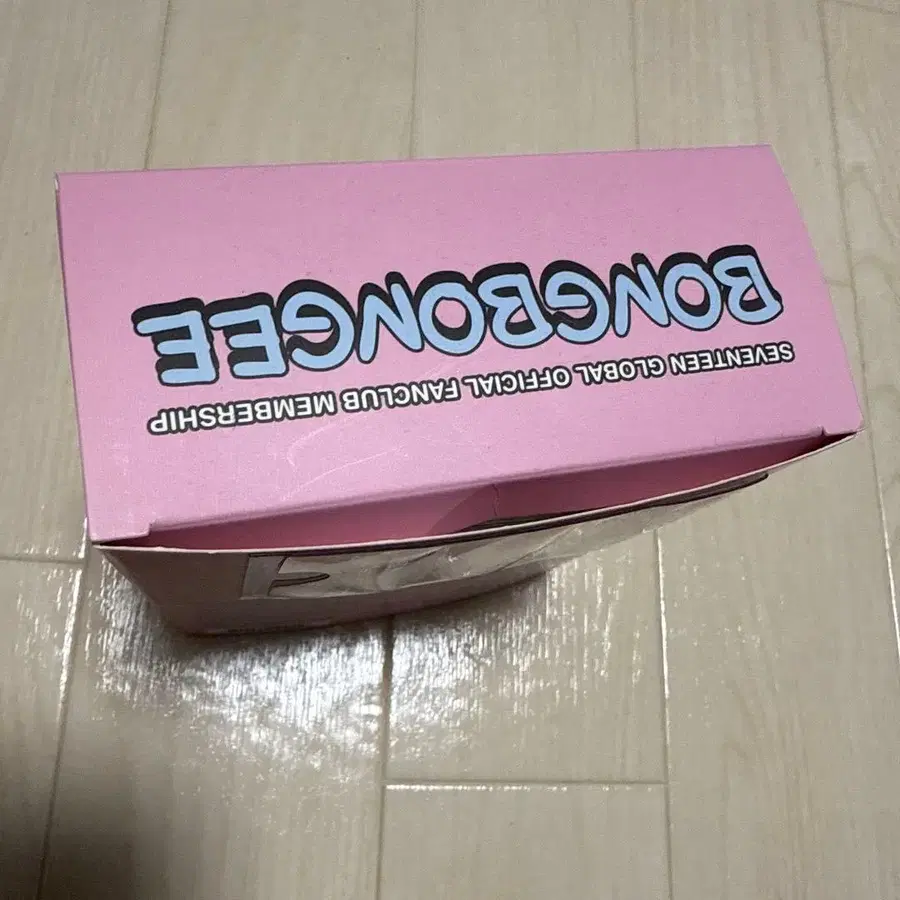 SEVENTEEN GLOBAL OFFICIAL FANCLUB MEMBERSHIP
BONGBONGEE